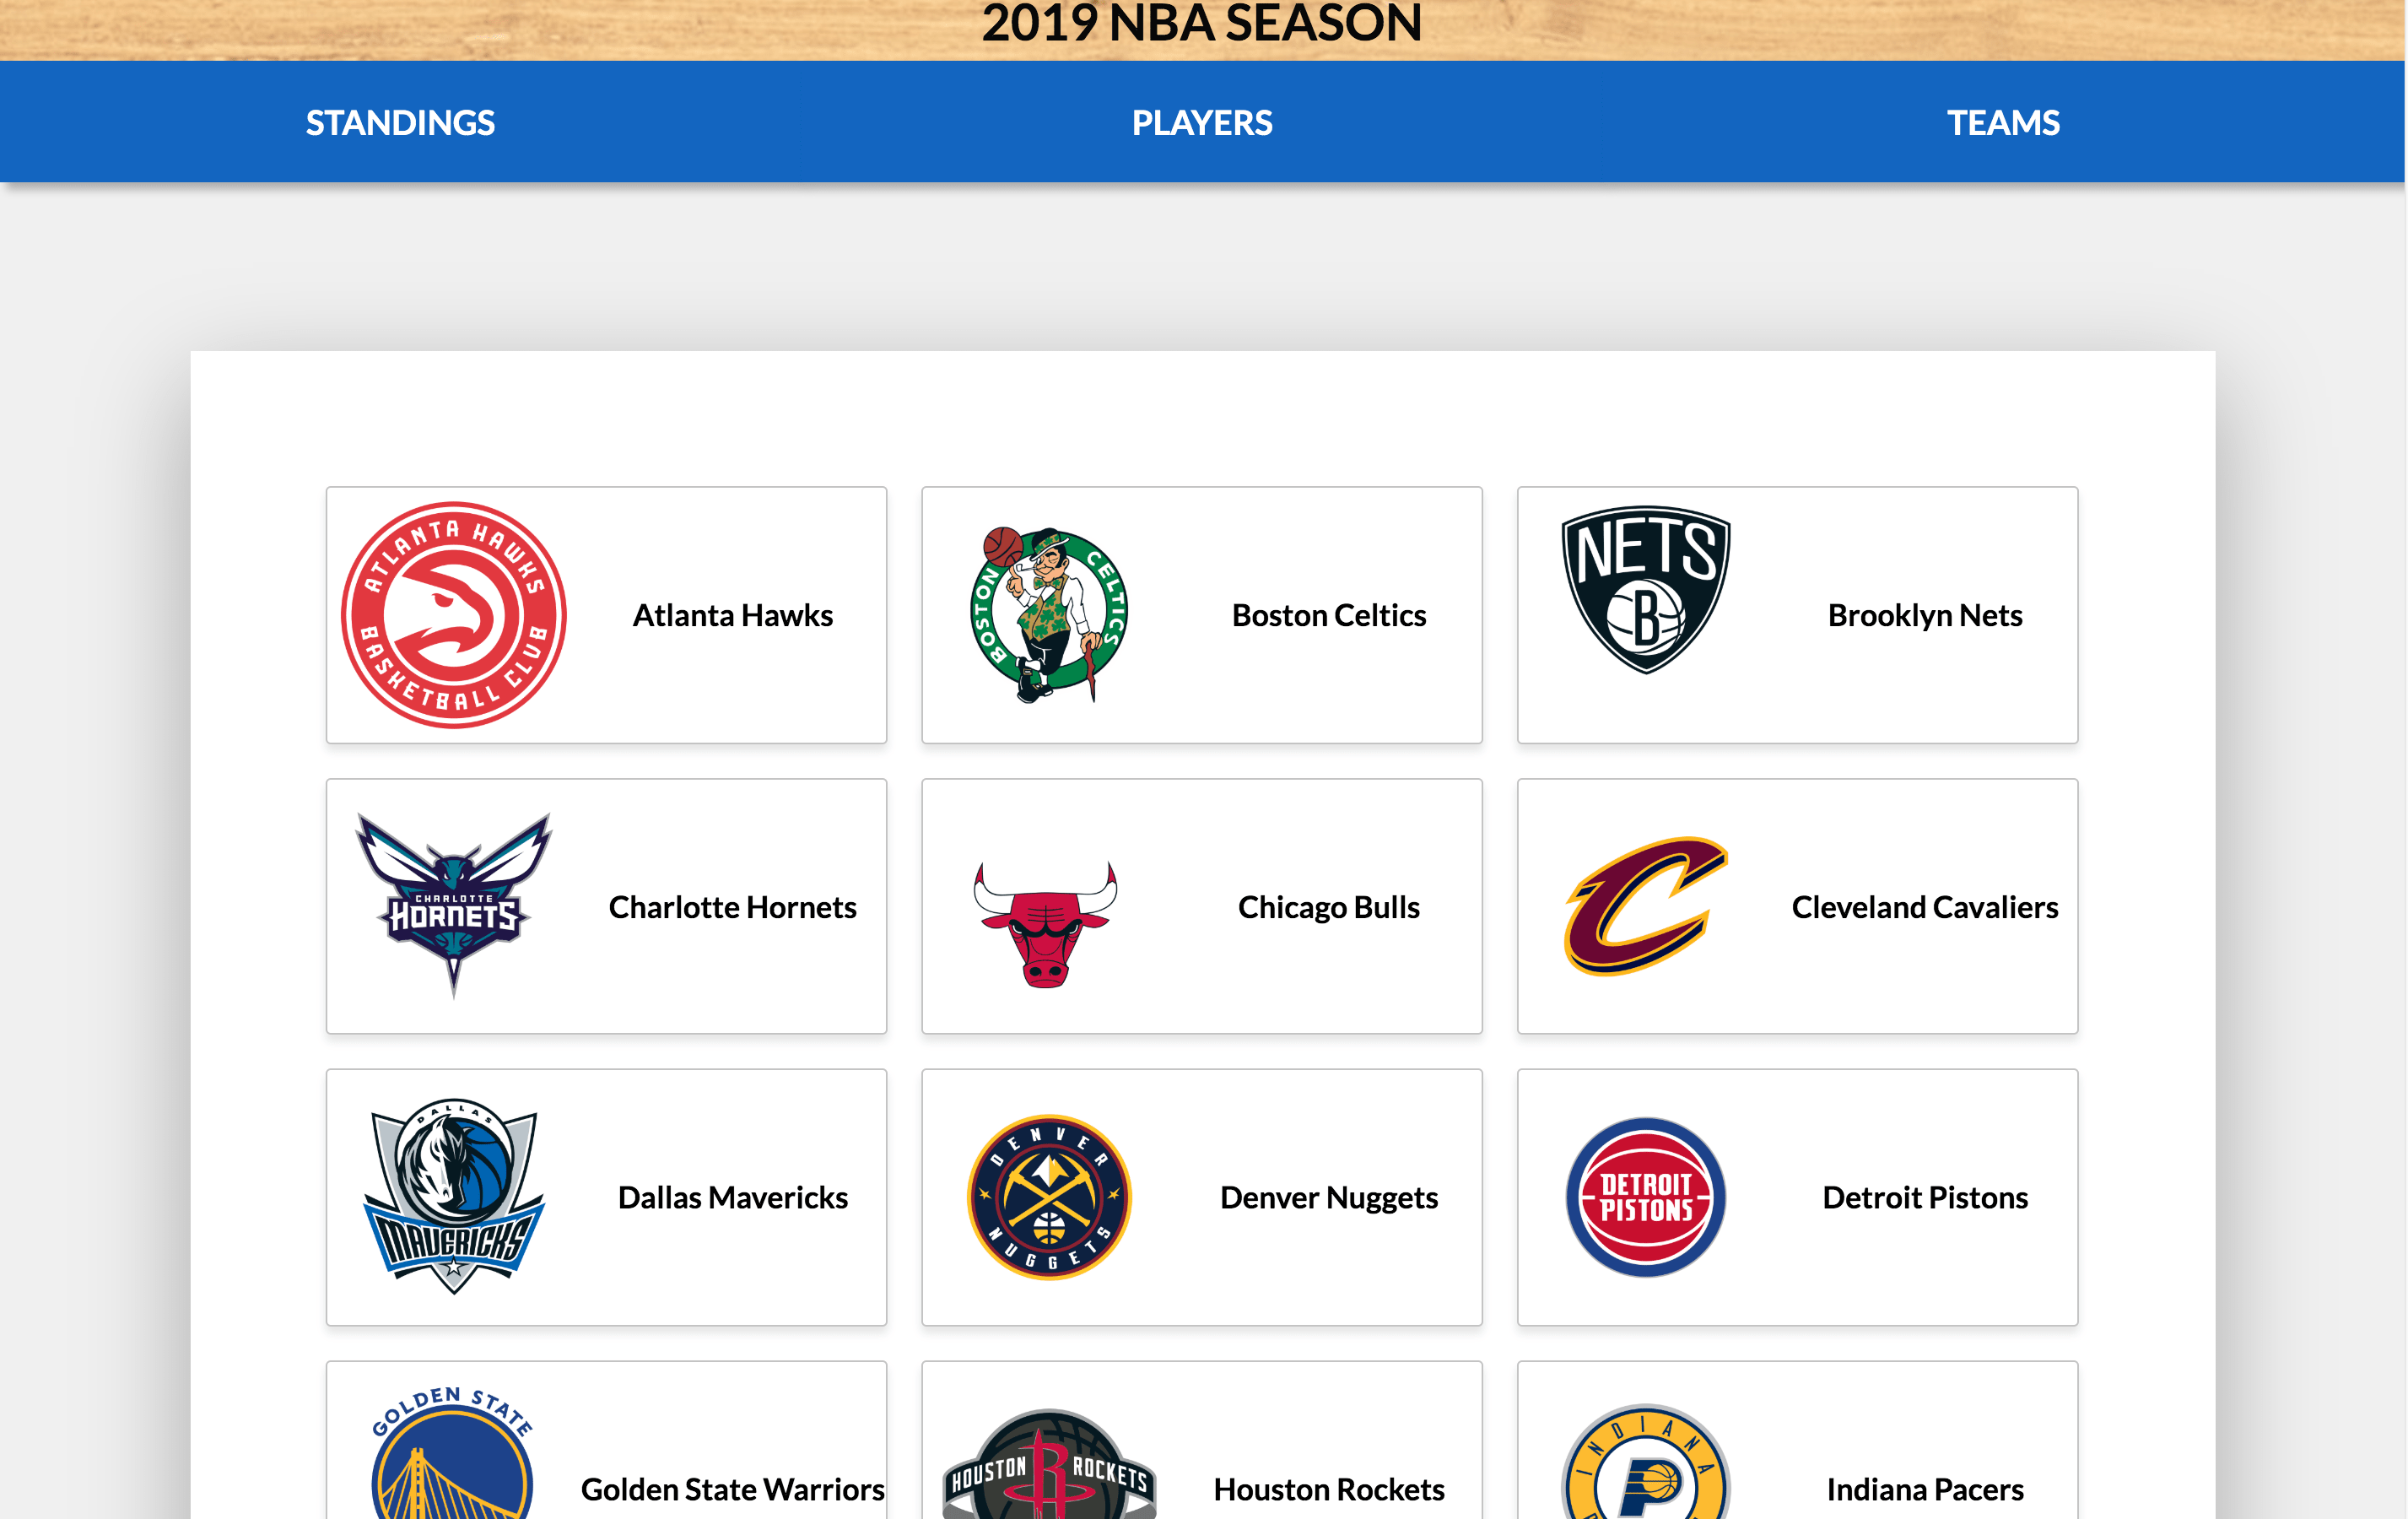 2019 NBA SEASON
STANDINGS
PLAYERS
TEAMS
ATLANTA HAWKS
BASKETBALL CLUB
Atlanta Hawks
BOSTON
CELTICS
Boston Celtics
NETS
B
Brooklyn Nets
CHARLOTTE
HORNETS
Charlotte Hornets
Chicago Bulls
C
Cleveland Cavaliers
DALLAS
MAVERICKS
Dallas Mavericks
DENVER
NUGGETS
Denver Nuggets
DETROIT
PISTONS
Detroit Pistons
GOLDEN STATE
Golden State Warriors
HOUSTON R ROCKETS
Houston Rockets
INDIANA
P
Indiana Pacers